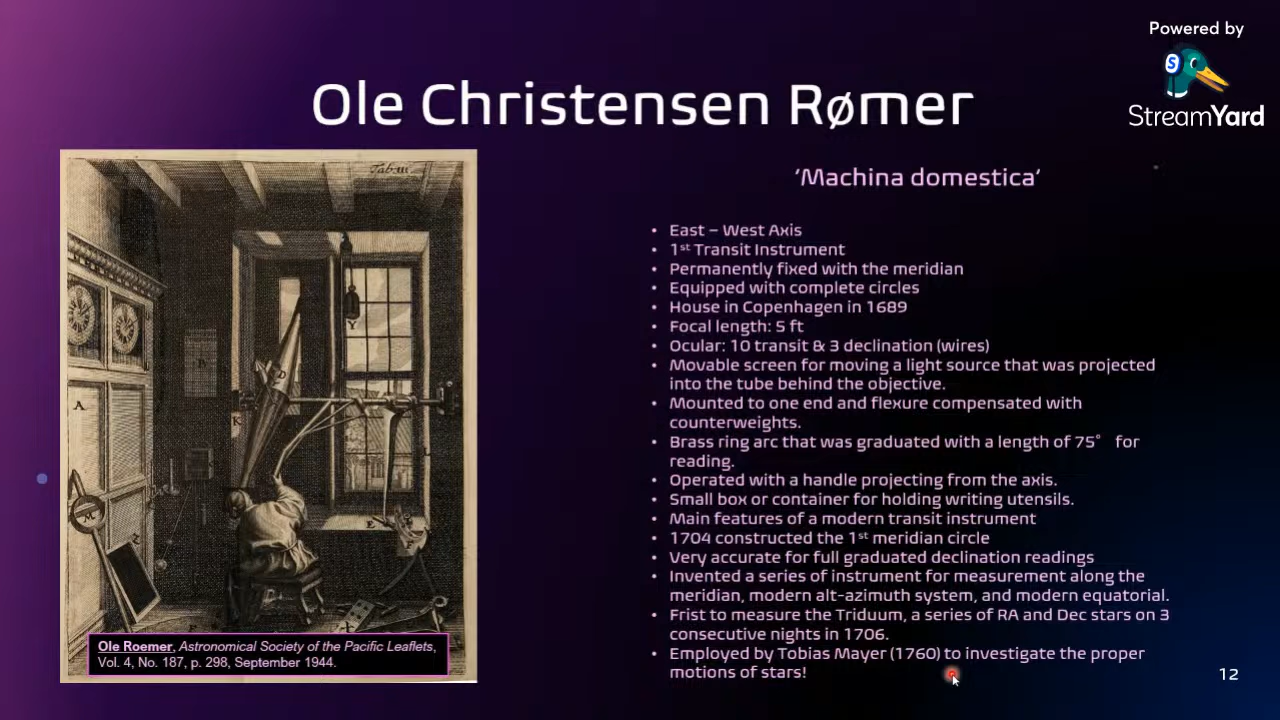 Powered by
StreamYard
Ole Christensen Rømer
'Machina domestica'
• East – West Axis
• 1st Transit Instrument
• Permanently fixed with the meridian
• Equipped with complete circles
• House in Copenhagen in 1689
• Focal length: 5 ft
• Ocular: 10 transit & 3 declination (wires)
• Movable screen for moving a light source that was projected
into the tube behind the objective.
• Mounted to one end and flexure compensated with
counterweights.
• Brass ring arc that was graduated with a length of 75° for
reading.
• Operated with a handle projecting from the axis.
• Small box or container for holding writing utensils.
• Main features of a modern transit instrument
• 1704 constructed the 1st meridian circle
• Very accurate for full graduated declination readings
• Invented a series of instrument for measurement along the
meridian, modern alt-azimuth system, and modern equatorial.
• Frist to measure the Triduum, a series of RA and Dec stars on 3
consecutive nights in 1706.
• Employed by Tobias Mayer (1760) to investigate the proper
motions of stars!
Tab: III
A
D
Y
K
M
Z
E
X
Ole Roemer, Astronomical Society of the Pacific Leaflets,
Vol. 4, No. 187, p. 298, September 1944.
12